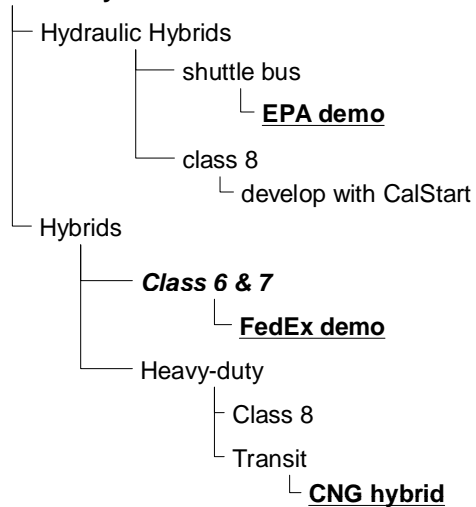 Hydraulic Hybrids
shuttle bus
EPA demo
class 8
develop with CalStart
Hybrids
Class 6 & 7
FedEx demo
Heavy-duty
Class 8
Transit
CNG hybrid